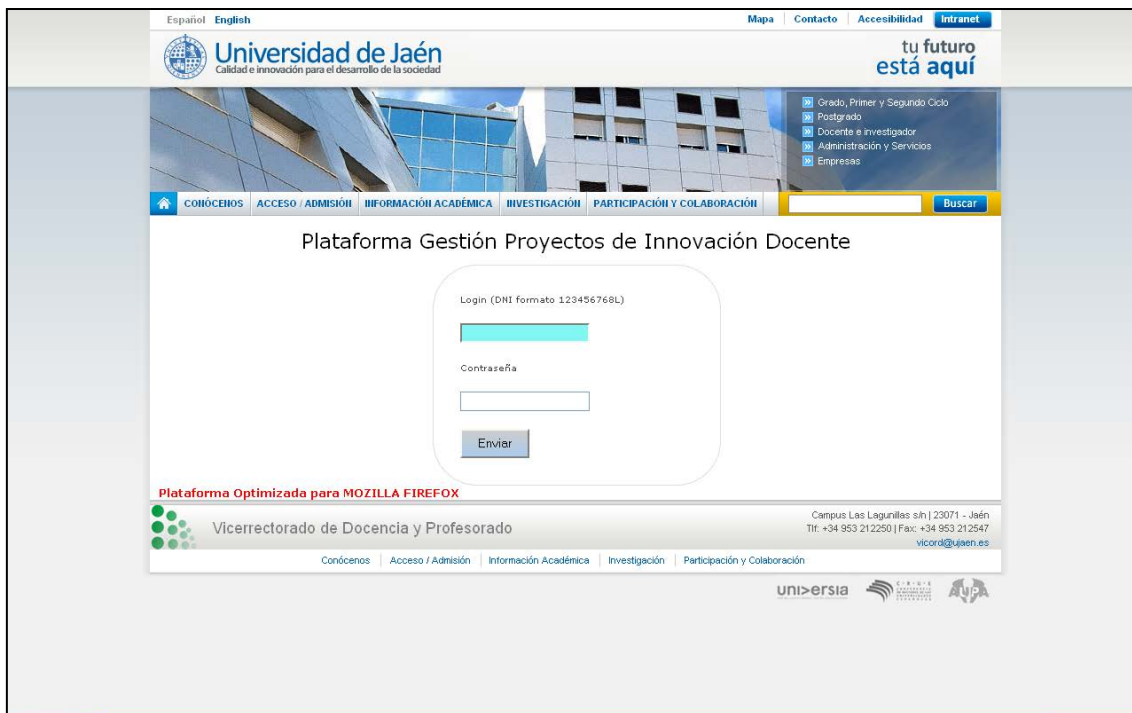 Español English
Mapa Contacto Accesibilidad Intranet
Universidad de Jaén
Calidad e innovación para el desarrollo de la sociedad
tu futuro
está aquí
Grado, Primer y Segundo Ciclo
Postgrado
Docente e investigador
Administración y Servicios
Empresas
CONÓCENOS ACCESO / ADMISIÓN INFORMACIÓN ACADÉMICA INVESTIGACIÓN PARTICIPACIÓN Y COLABORACIÓN Buscar
Plataforma Gestión Proyectos de Innovación Docente
Login (DNI formato 123456768L)
Contraseña
Enviar
Plataforma Optimizada para MOZILLA FIREFOX
Vicerrectorado de Docencia y Profesorado
Campus Las Lagunillas s/n | 23071 - Jaén
Tlf: +34 953 212250 | Fax: +34 953 212547
vicord@ujaen.es
Conócenos Acceso / Admisión Información Académica Investigación Participación y Colaboración
uni>ersia
AUPA